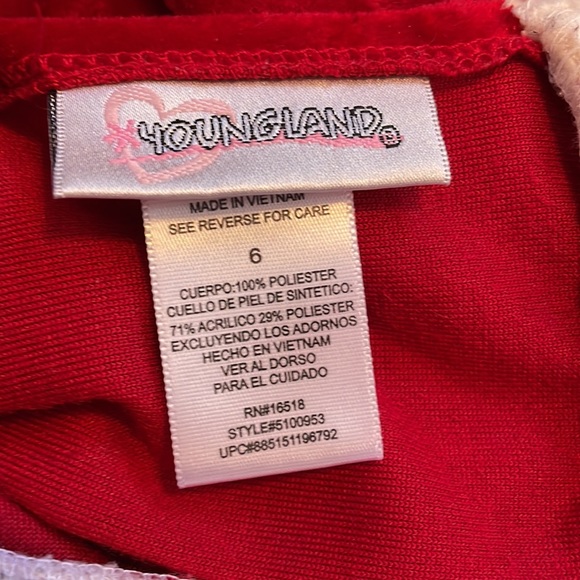 YOUNGLAND®
MADE IN VIETNAM
SEE REVERSE FOR CARE
6
CUERPO:100% POLIESTER
CUELLO DE PIEL DE SINTETICO:
71% ACRILICO 29% POLIESTER
EXCLUYENDO LOS ADORNOS
HECHO EN VIETNAM
VER AL DORSO
PARA EL CUIDADO
RN#16518
STYLE#5100953
UPC#885151196792